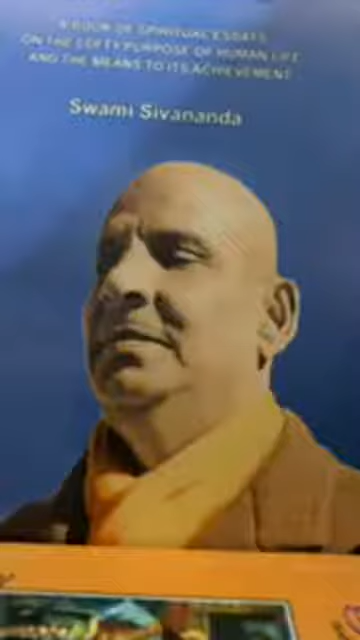 A BOOK OF SPIRITUAL ESSAYS
ON THE LOFTY PURPOSE OF HUMAN LIFE
AND THE MEANS TO ITS ACHIEVEMENT
Swami Sivananda